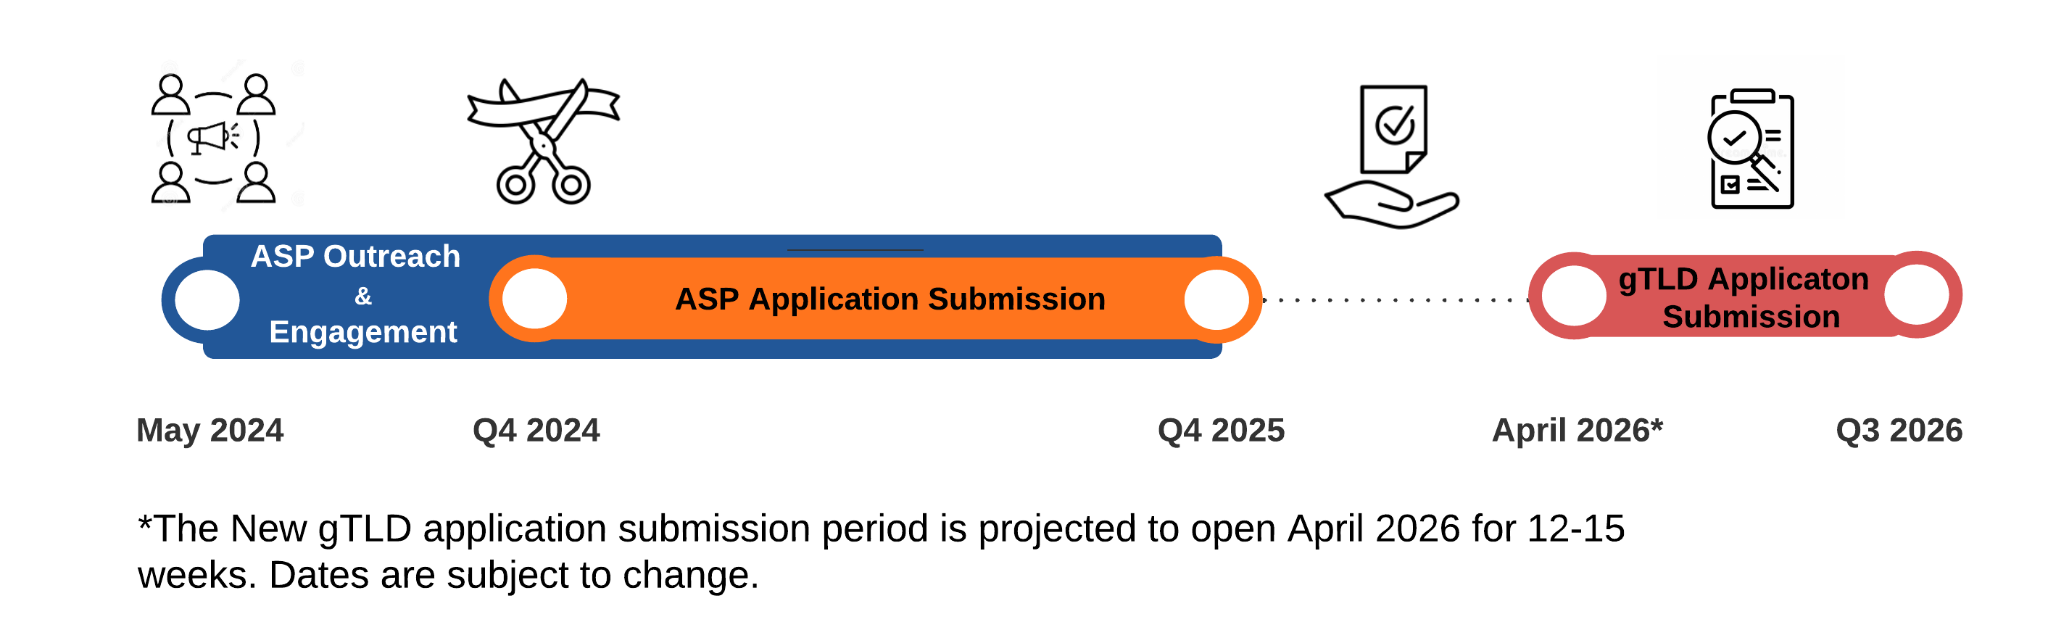 ASP Outreach
&
Engagement
ASP Application Submission
gTLD Applicaton
Submission
May 2024
Q4 2024
Q4 2025
April 2026*
Q3 2026
*The New gTLD application submission period is projected to open April 2026 for 12-15
weeks. Dates are subject to change.